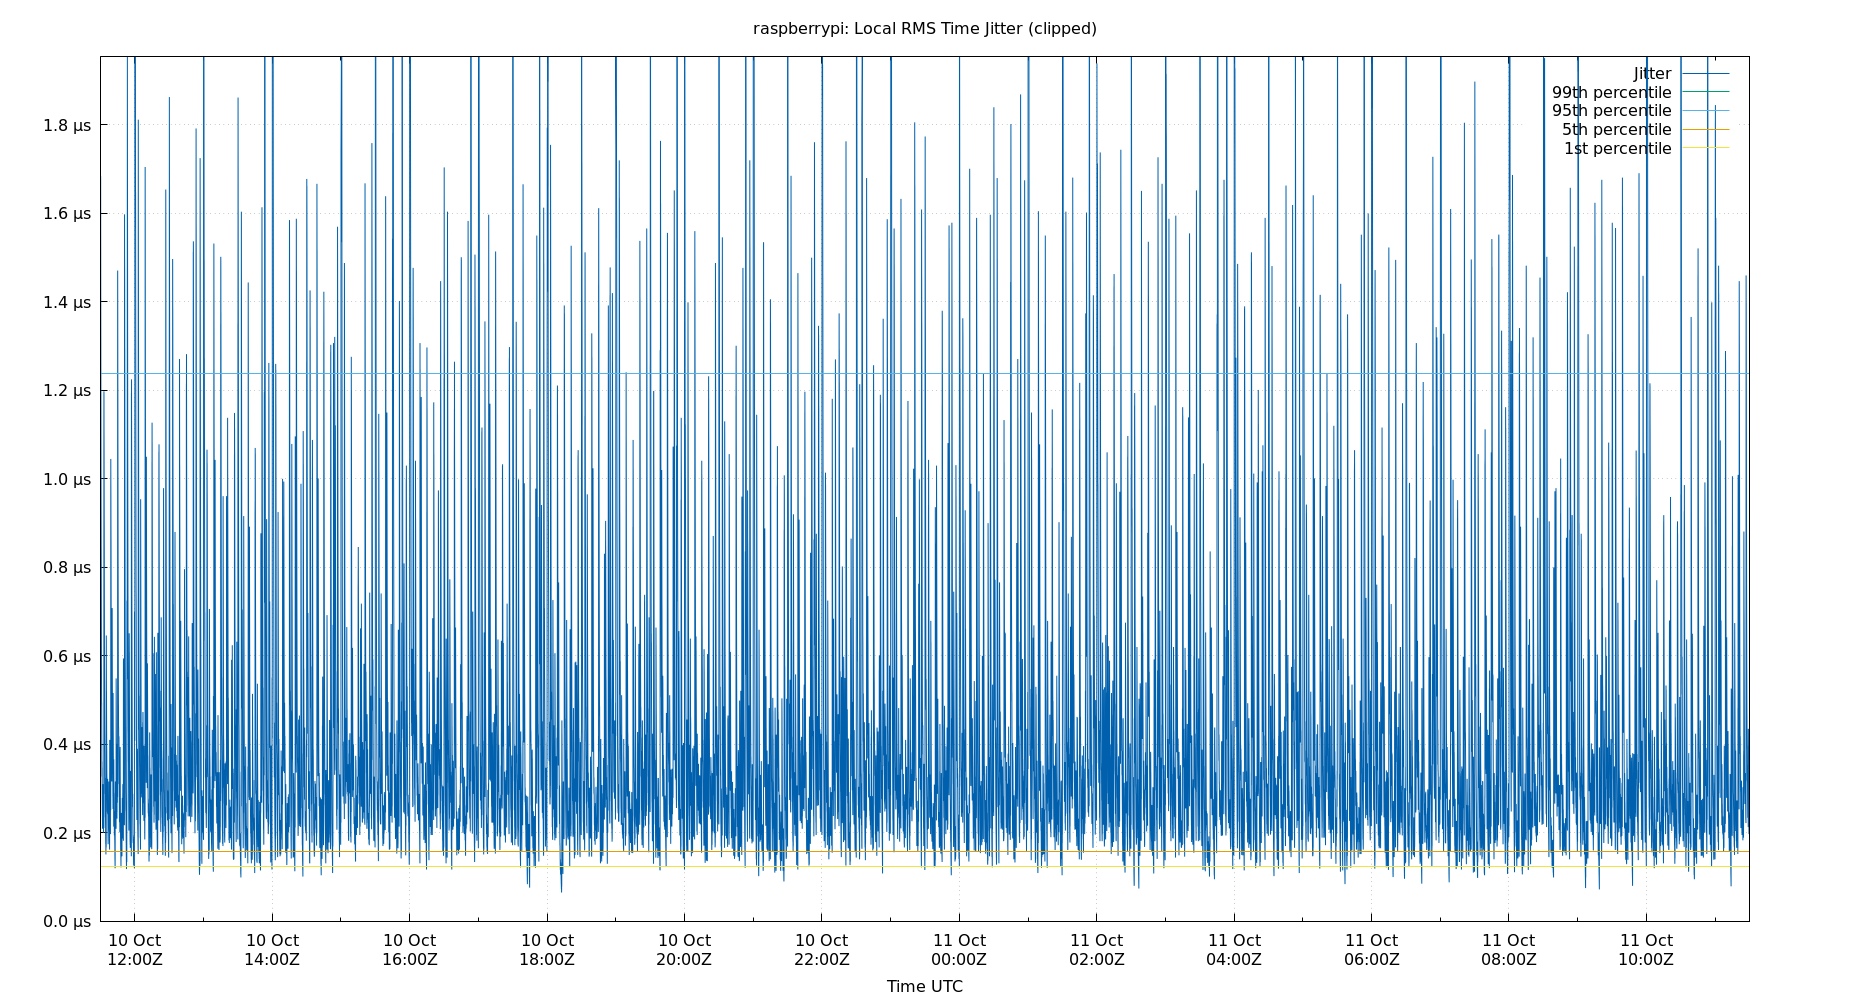 raspberrypi: Local RMS Time Jitter (clipped)
Jitter
99th percentile
95th percentile
5th percentile
1st percentile
1.8 µs
1.6 µs
1.4 µs
1.2 µs
1.0 µs
0.8 µs
0.6 µs
0.4 µs
0.2 µs
0.0 µs
10 Oct 10 Oct 10 Oct 10 Oct 10 Oct 10 Oct 11 Oct 11 Oct 11 Oct 11 Oct 11 Oct 11 Oct
12:00Z 14:00Z 16:00Z 18:00Z 20:00Z 22:00Z 00:00Z 02:00Z 04:00Z 06:00Z 08:00Z 10:00Z
Time UTC